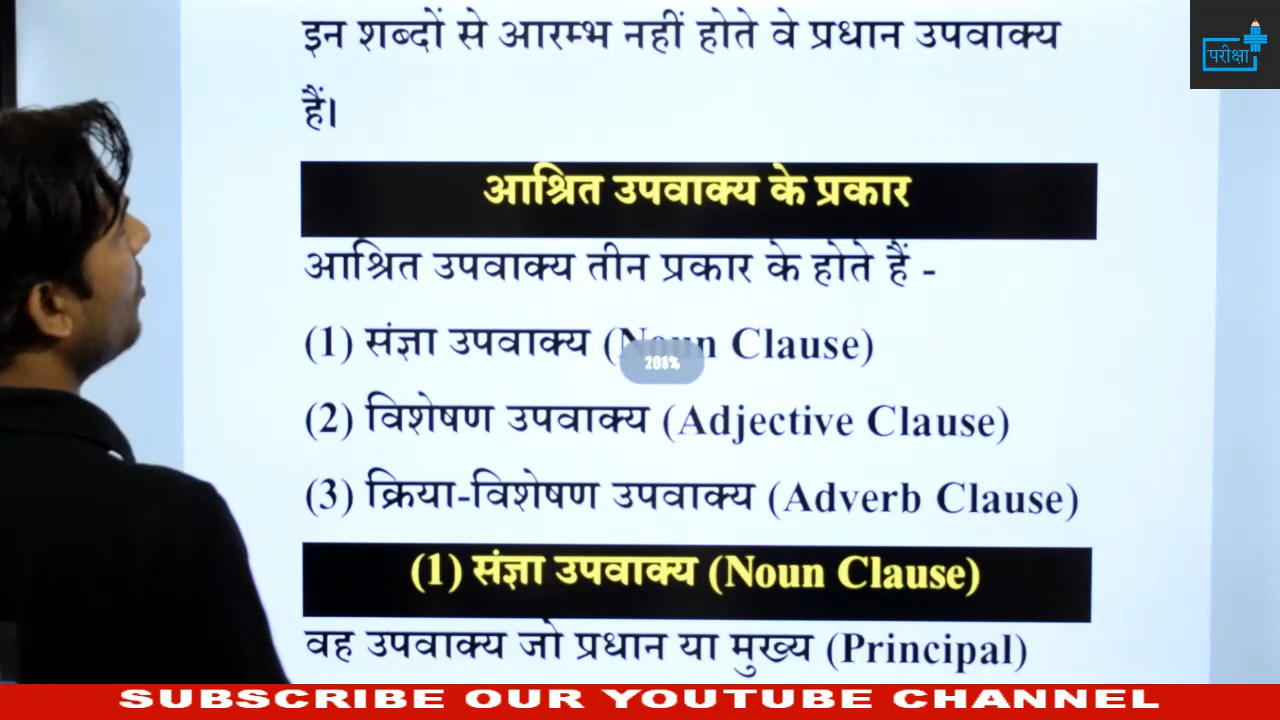 इन शब्दों से आरम्भ नहीं होते वे प्रधान उपवाक्य
हैं।
परीक्षा
आश्रित उपवाक्य के प्रकार
आश्रित उपवाक्य तीन प्रकार के होते हैं -
(1) संज्ञा उपवाक्य (Noun Clause)
201%
(2) विशेषण उपवाक्य (Adjective Clause)
(3) क्रिया-विशेषण उपवाक्य (Adverb Clause)
(1) संज्ञा उपवाक्य (Noun Clause)
वह उपवाक्य जो प्रधान या मुख्य (Principal)
SUBSCRIBE OUR YOUTUBE CHANNEL